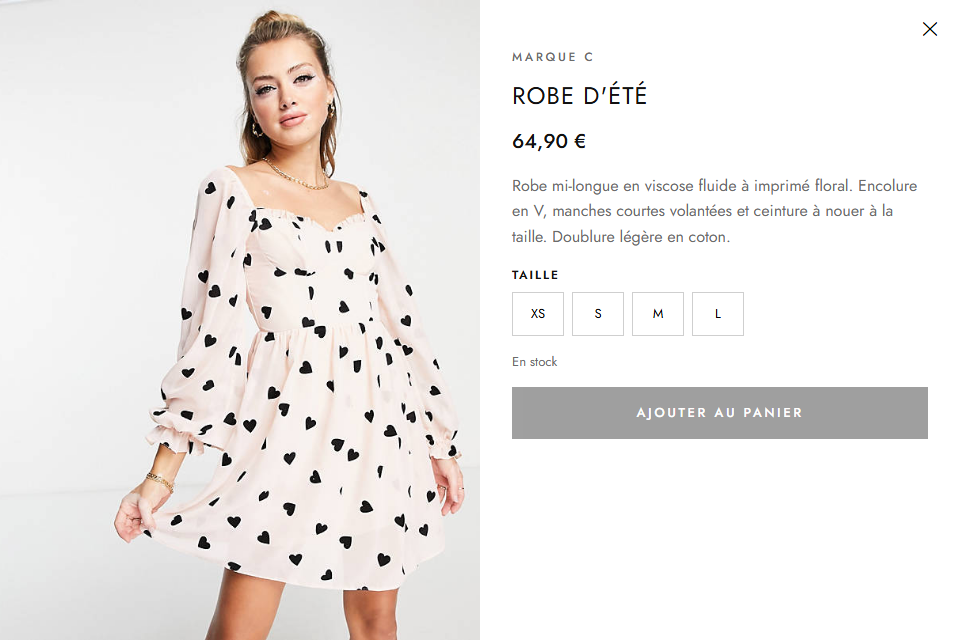 MARQUE C
ROBE D'ÉTÉ
64,90 €
Robe mi-longue en viscose fluide à imprimé floral. Encolure
en V, manches courtes volantées et ceinture à nouer à la
taille. Doublure légère en coton.
TAILLE
XS S M L
En stock
AJOUTER AU PANIER